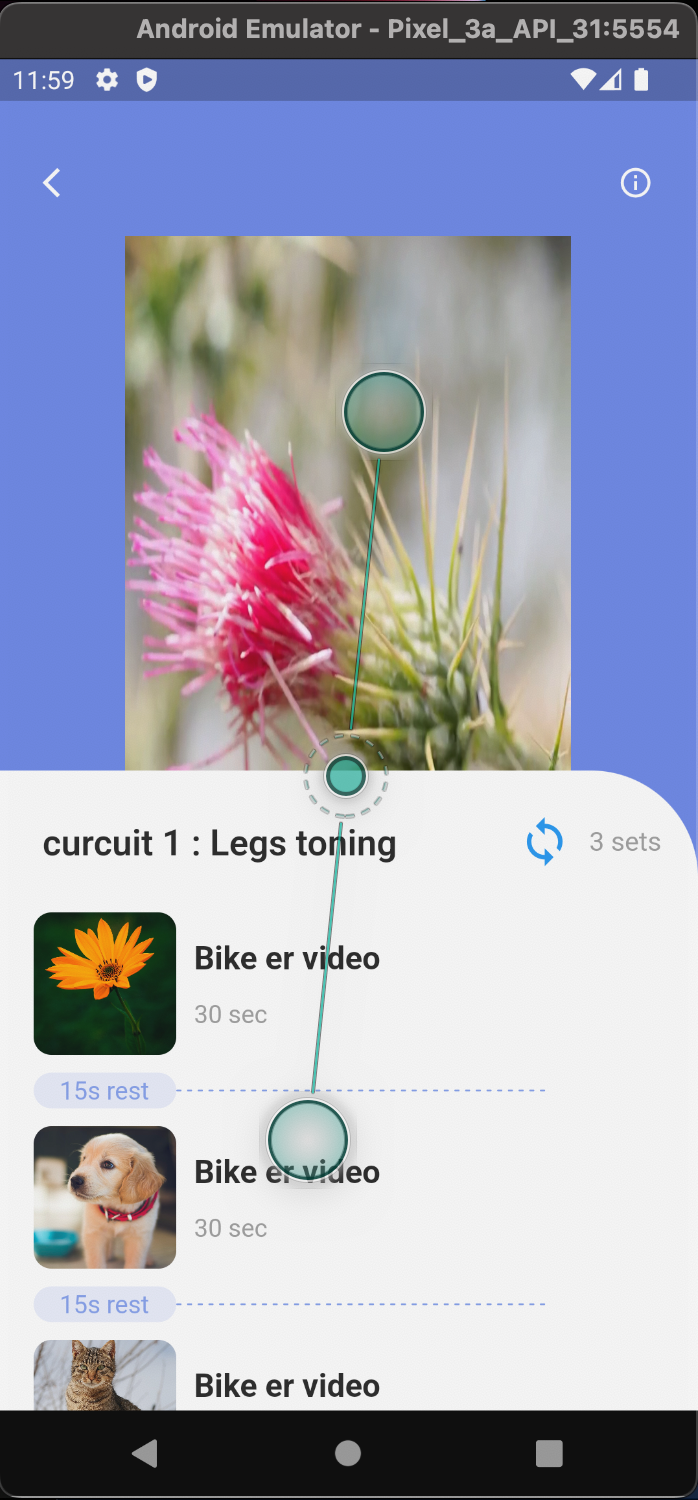 Android Emulator - Pixel_3a_API_31:5554
11:59
curcuit 1 : Legs toning
3 sets
Bike er video
30 sec
15s rest
Bike er video
30 sec
15s rest
Bike er video